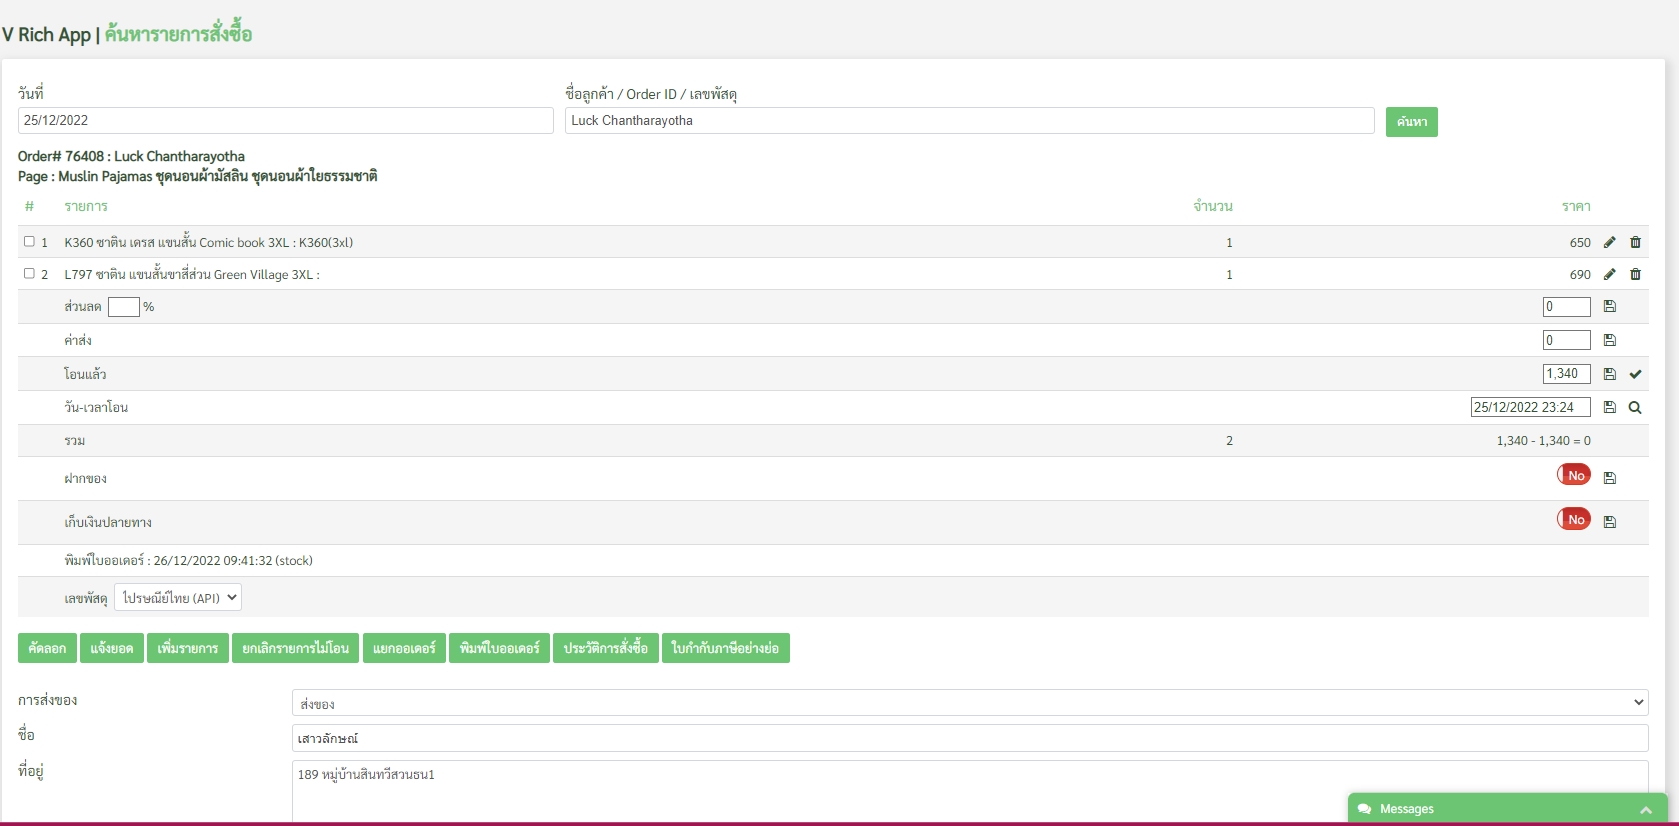 V Rich App | ค้นหารายการสั่งซื้อ
วันที่ ชื่อลูกค้า / Order ID / เลขพัสดุ
25/12/2022 Luck Chantharayotha ค้นหา
Order# 76408 : Luck Chantharayotha
Page : Muslin Pajamas ชุดนอนผ้ามัสลิน ชุดนอนผ้าใยธรรมชาติ
# รายการ จำนวน ราคา
1 K360 ซาติน เดรส แขนสั้น Comic book 3XL : K360(3xl) 1 650
2 L797 ซาติน แขนสั้นขาสี่ส่วน Green Village 3XL : 1 690
ส่วนลด % 0
ค่าส่ง 0
โอนแล้ว 1,340
วัน-เวลาโอน 25/12/2022 23:24
รวม 2 1,340 - 1,340 = 0
ฝากของ No
เก็บเงินปลายทาง No
พิมพ์ใบออเดอร์ : 26/12/2022 09:41:32 (stock)
เลขพัสดุ ไปรษณีย์ไทย (API)
คัดลอก แจ้งยอด เพิ่มรายการ ยกเลิกรายการไม่โอน แยกออเดอร์ พิมพ์ใบออเดอร์ ประวัติการสั่งซื้อ ใบกำกับภาษีอย่างย่อ
การส่งของ ส่งของ
ชื่อ เสาวลักษณ์
ที่อยู่ 189 หมู่บ้านสินทวีสวนธน1
Messages